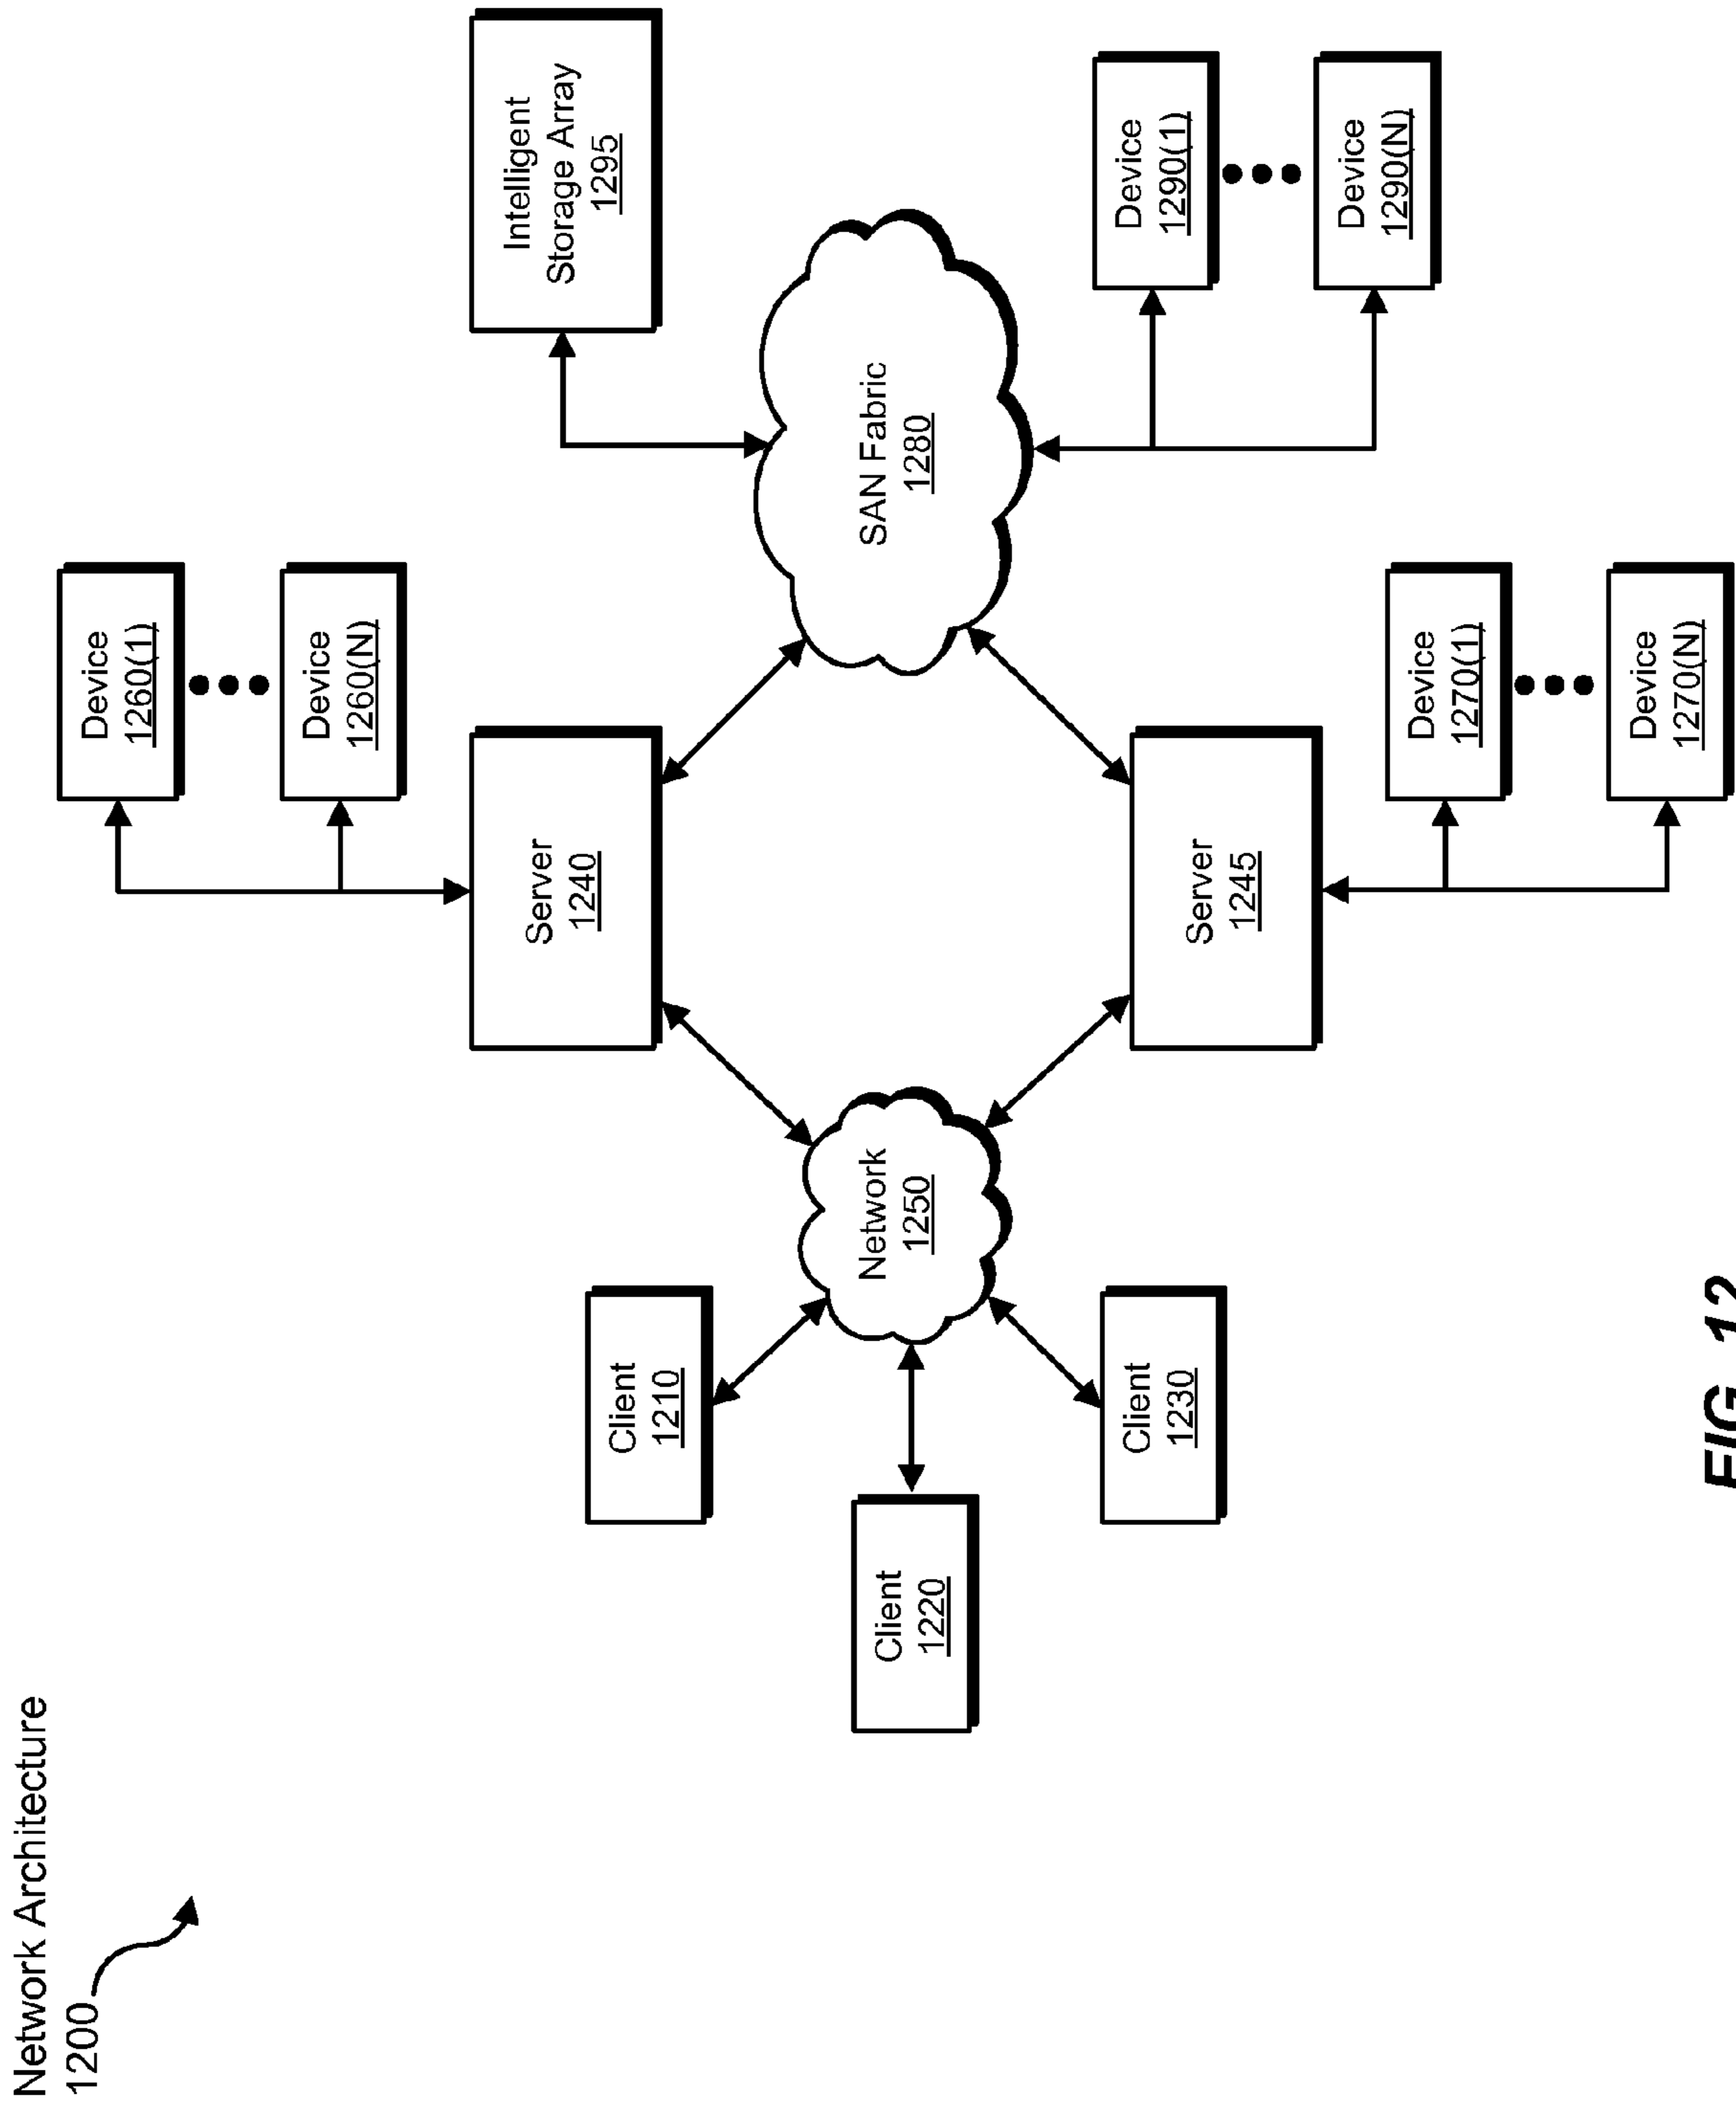 Network Architecture
1200
Device
1260(1)
Device
1260(N)
Intelligent
Storage Array
1295
Client
1210
Server
1240
Client
1220
Network
1250
SAN Fabric
1280
Client
1230
Server
1245
Device
1290(1)
Device
1290(N)
Device
1270(1)
Device
1270(N)
FIG. 12